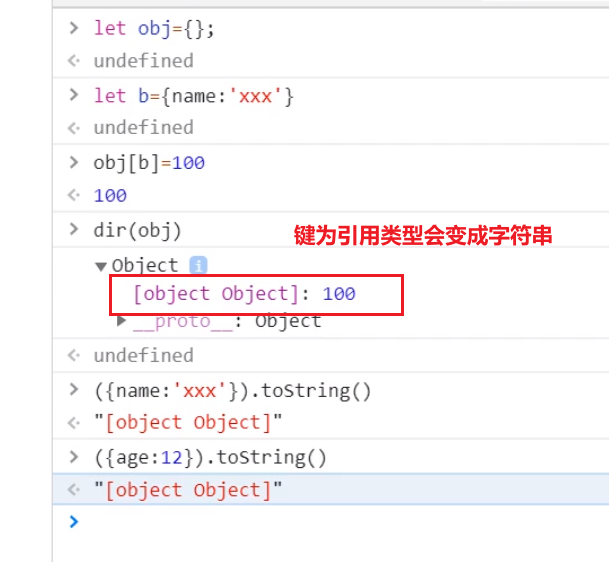 > let obj={};
<· undefined
> let b={name:'xxx'}
<· undefined
> obj[b]=100
<· 100
> dir(obj)
键为引用类型会变成字符串
▼Object i
[object Object]: 100
▶__proto__: Object
<· undefined
> ({name:'xxx'}).toString()
<· "[object Object]"
> ({age:12}).toString()
<· "[object Object]"
>